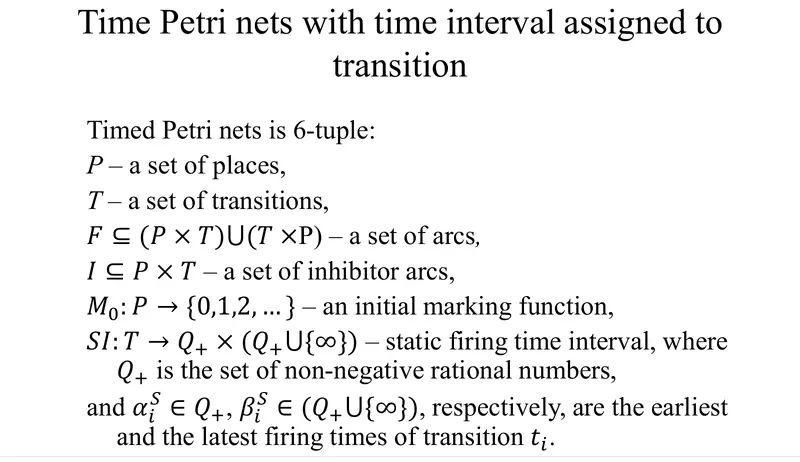 Time Petri nets with time interval assigned to
transition
Timed Petri nets is 6-tuple:
P – a set of places,
T – a set of transitions,
F ⊆ (P × T)⋃(T ×P) – a set of arcs,
I ⊆ P × T – a set of inhibitor arcs,
M₀: P → {0,1,2, … } – an initial marking function,
SI: T → Q₊ × (Q₊⋃{∞}) – static firing time interval, where
Q₊ is the set of non-negative rational numbers,
and αᵢˢ ∈ Q₊, βᵢˢ ∈ (Q₊⋃{∞}), respectively, are the earliest
and the latest firing times of transition tᵢ.